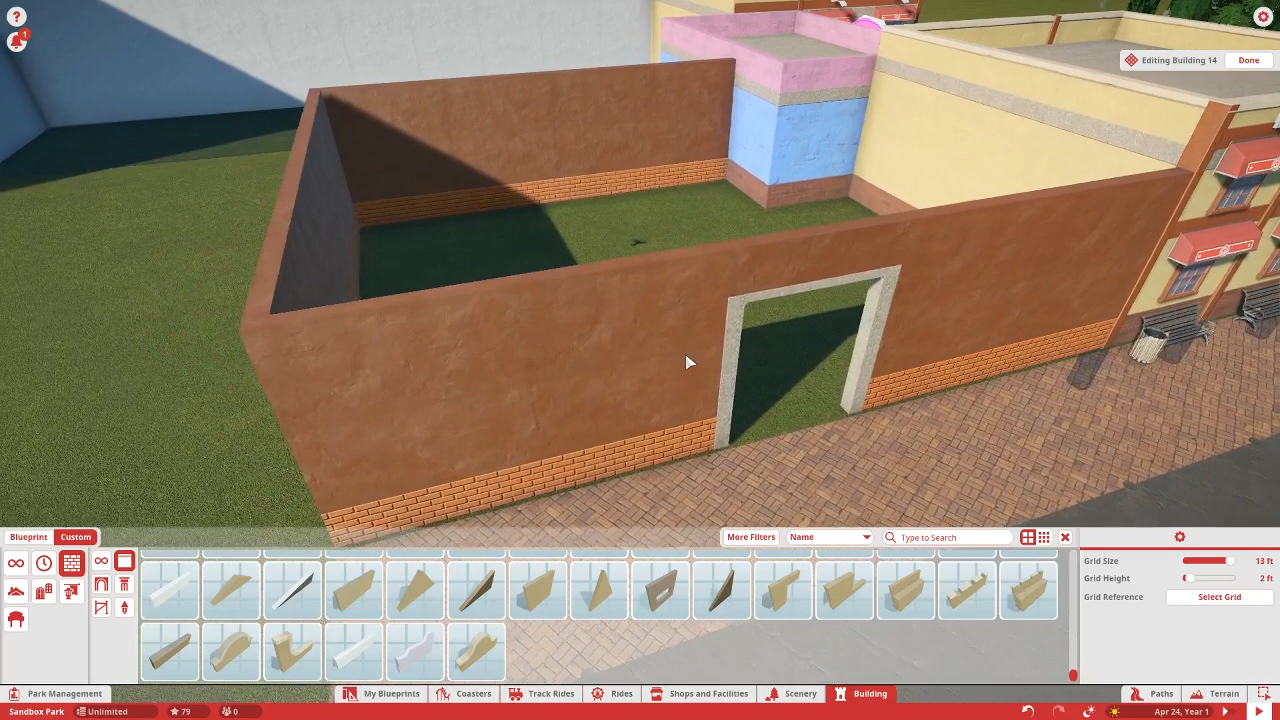 ?
1
Editing Building 14 Done
Blueprint Custom More Filters Name Type to Search
Grid Size 13 ft
Grid Height 2 ft
Grid Reference Select Grid
Park Management My Blueprints Coasters Track Rides Rides Shops and Facilities Scenery Building Paths Terrain
Sandbox Park Unlimited 79 0 Apr 24, Year 1